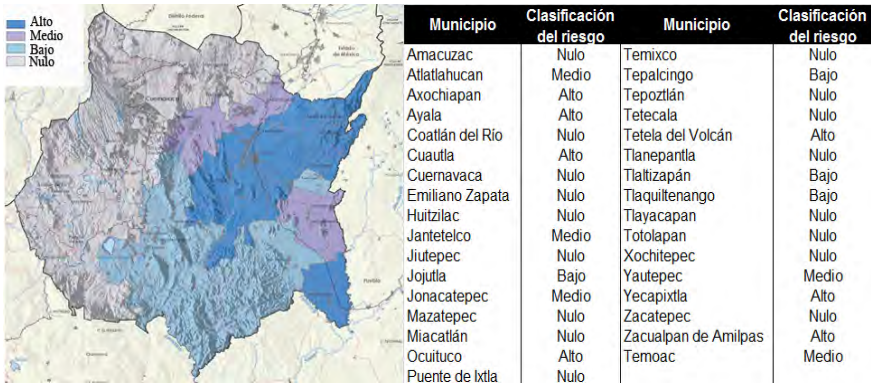 Alto
Medio
Bajo
Nulo
Cuernavaca
Puebla
Municipio Clasificación del riesgo Municipio Clasificación del riesgo
Amacuzac Nulo Temixco Nulo
Atlatlahucan Medio Tepalcingo Bajo
Axochiapan Alto Tepoztlán Nulo
Ayala Alto Tetecala Nulo
Coatlán del Río Nulo Tetela del Volcán Alto
Cuautla Alto Tlanepantla Nulo
Cuernavaca Nulo Tlaltizapán Bajo
Emiliano Zapata Nulo Tlaquiltenango Bajo
Huitzilac Nulo Tlayacapan Nulo
Jantetelco Medio Totolapan Nulo
Jiutepec Nulo Xochitepec Nulo
Jojutla Bajo Yautepec Medio
Jonacatepec Medio Yecapixtla Alto
Mazatepec Nulo Zacatepec Nulo
Miacatlán Nulo Zacualpan de Amilpas Alto
Ocuituco Alto Temoac Medio
Puente de Ixtla Nulo